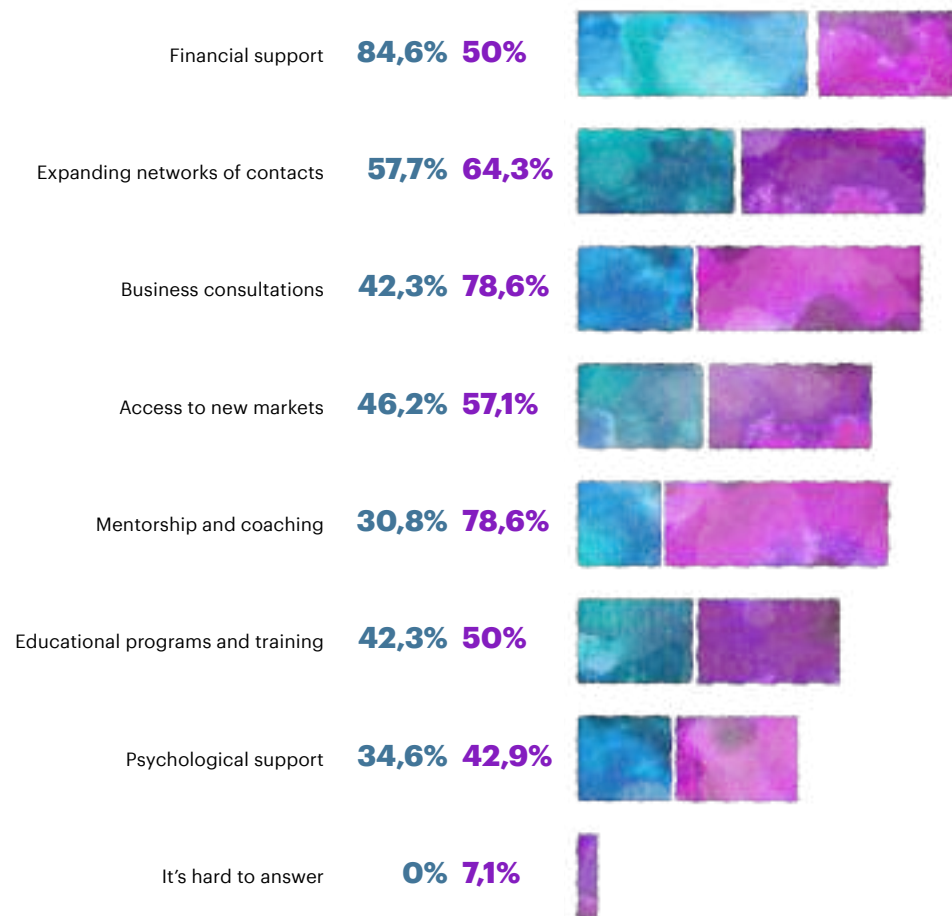 Financial support 84,6% 50%
Expanding networks of contacts 57,7% 64,3%
Business consultations 42,3% 78,6%
Access to new markets 46,2% 57,1%
Mentorship and coaching 30,8% 78,6%
Educational programs and training 42,3% 50%
Psychological support 34,6% 42,9%
It’s hard to answer 0% 7,1%